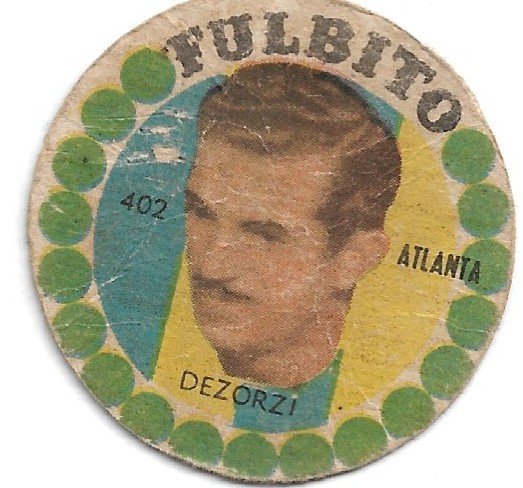 FULBITO
402
ATLANTA
DEZORZI